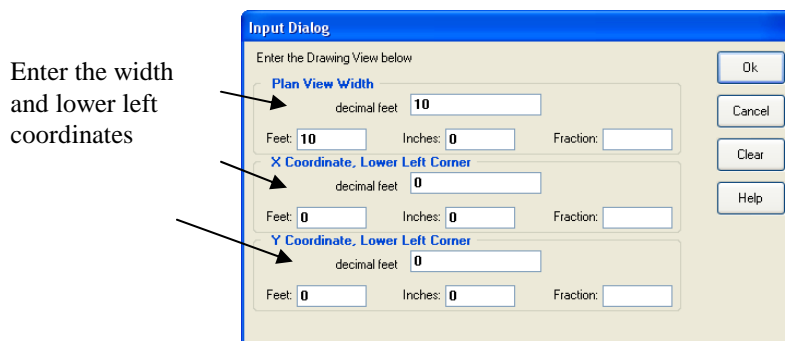 Enter the width
and lower left
coordinates
Input Dialog
Enter the Drawing View below
Plan View Width
decimal feet 10
Feet: 10 Inches: 0 Fraction:
X Coordinate, Lower Left Corner
decimal feet 0
Feet: 0 Inches: 0 Fraction:
Y Coordinate, Lower Left Corner
decimal feet 0
Feet: 0 Inches: 0 Fraction:
Ok
Cancel
Clear
Help